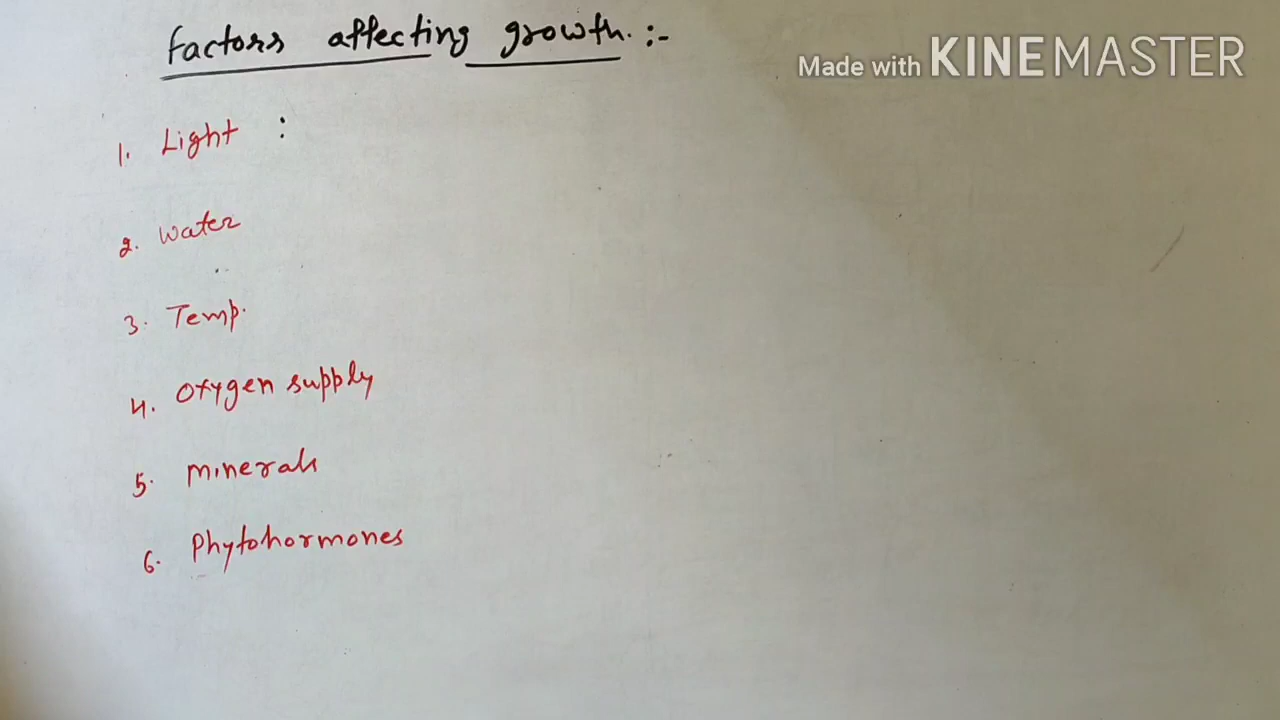 factors affecting growth. :-
Made with KINEMASTER
1. Light :
2. Water
3. Temp.
4. Oxygen supply
5. Minerals
6. Phytohormones